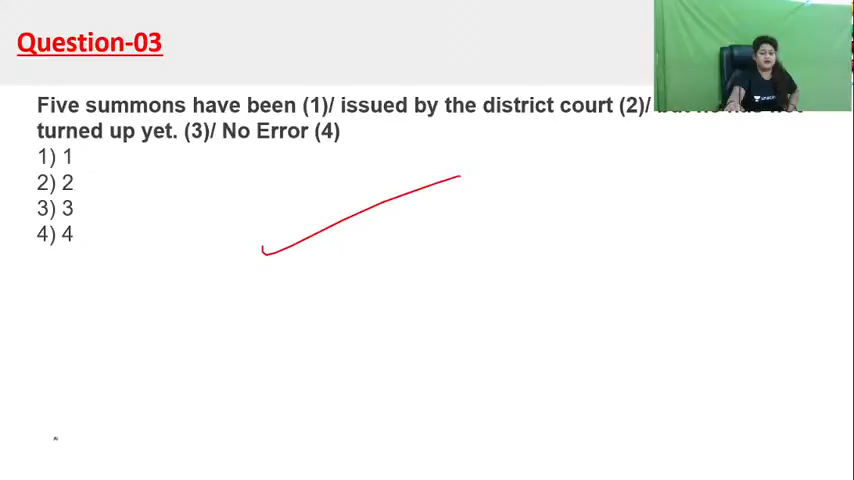 Question-03
Five summons have been (1)/ issued by the district court (2)/
turned up yet. (3)/ No Error (4)
1) 1
2) 2
3) 3
4) 4